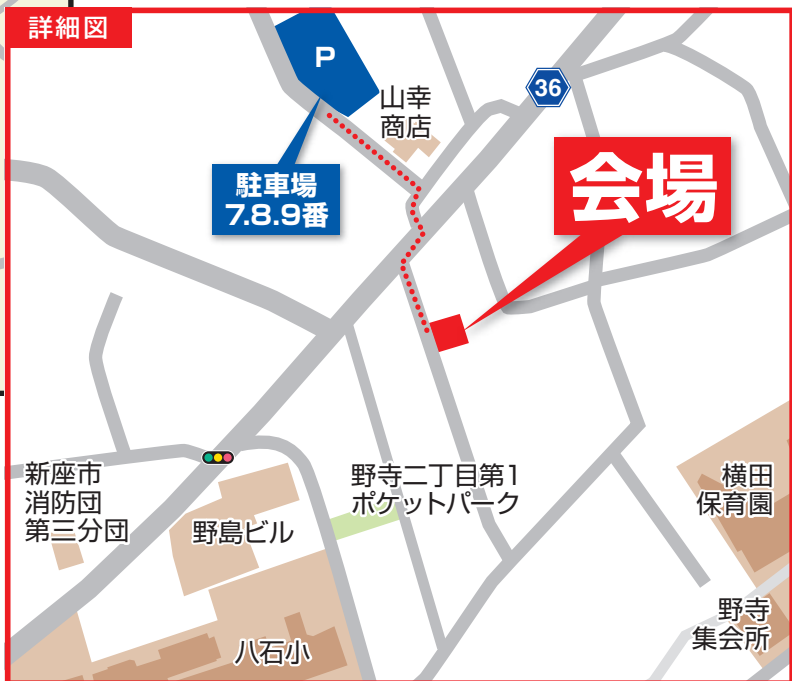 詳細図
P
山幸
商店
36
駐車場
7.8.9番
会場
新座市
消防団
第三分団
野島ビル
野寺二丁目第1
ポケットパーク
横田
保育園
八石小
野寺
集会所